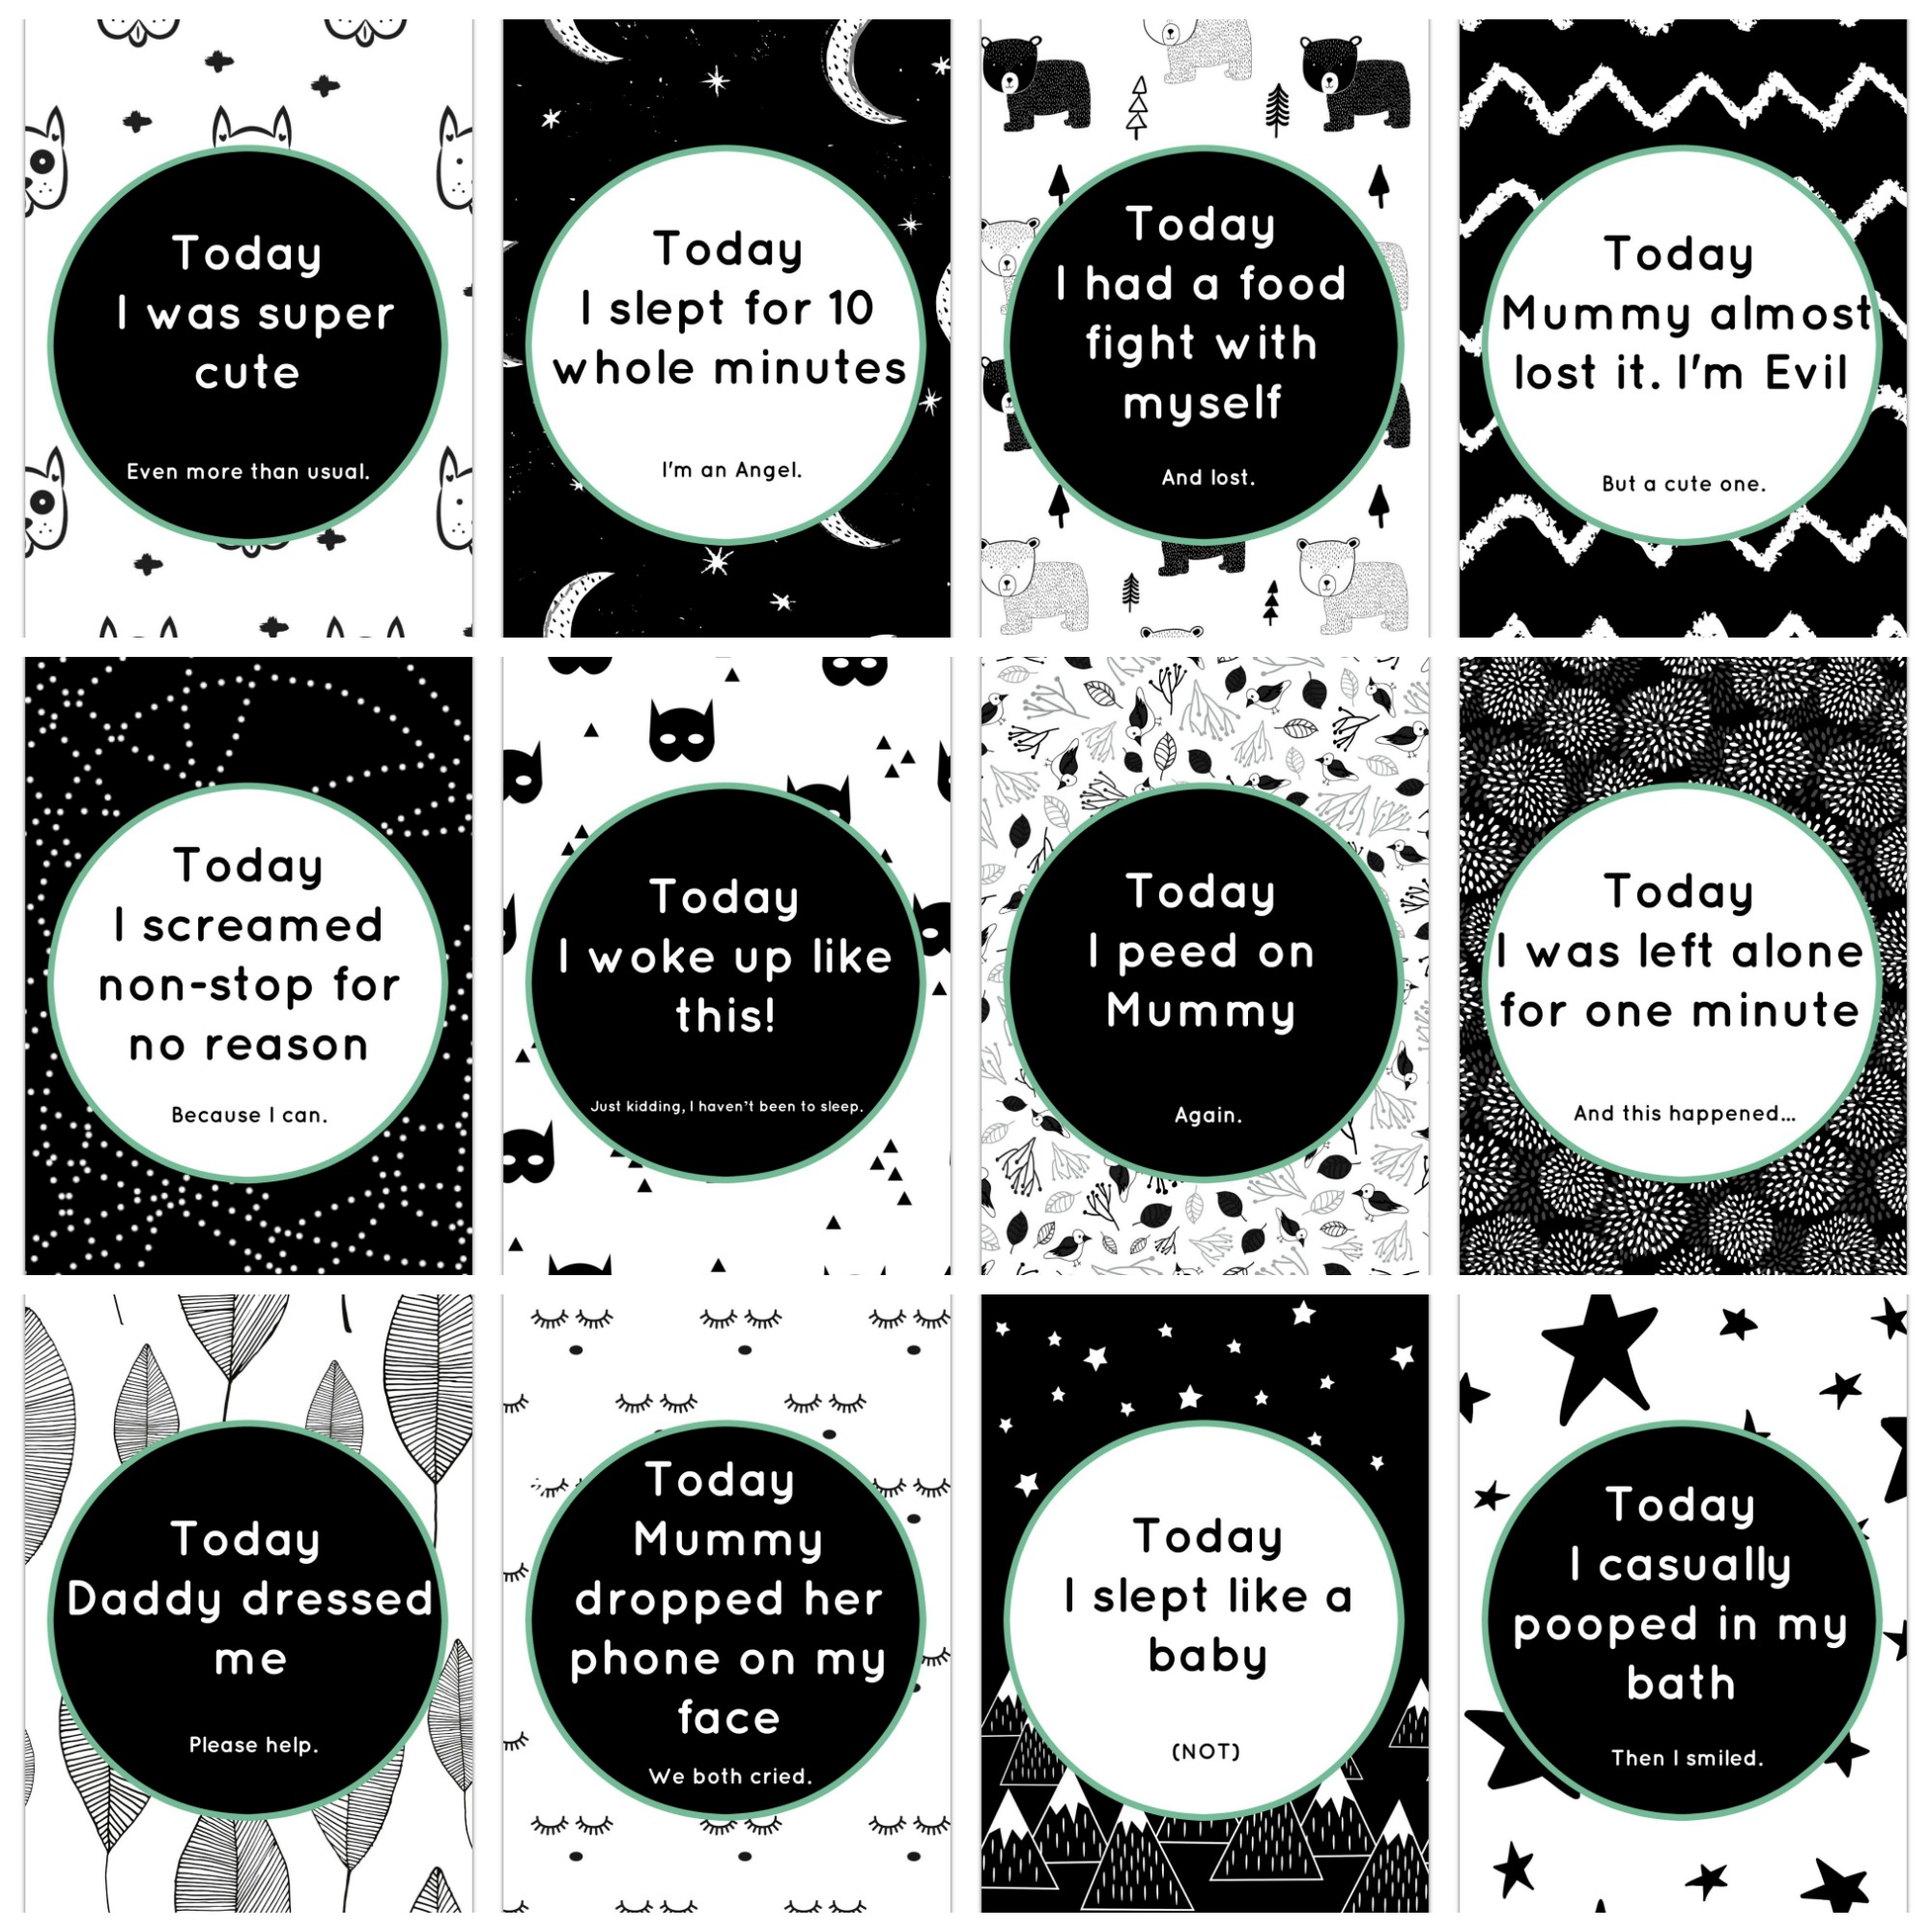 Today
I was super
cute
Even more than usual.
Today
I slept for 10
whole minutes
I'm an Angel.
Today
I had a food
fight with
myself
And lost.
Today
Mummy almost
lost it. I'm Evil
But a cute one.
Today
I screamed
non-stop for
no reason
Because I can.
Today
I woke up like
this!
Just kidding, I haven't been to sleep.
Today
I peed on
Mummy
Again.
Today
I was left alone
for one minute
And this happened...
Today
Daddy dressed
me
Please help.
Today
Mummy
dropped her
phone on my
face
We both cried.
Today
I slept like a
baby
(NOT)
Today
I casually
pooped in my
bath
Then I smiled.